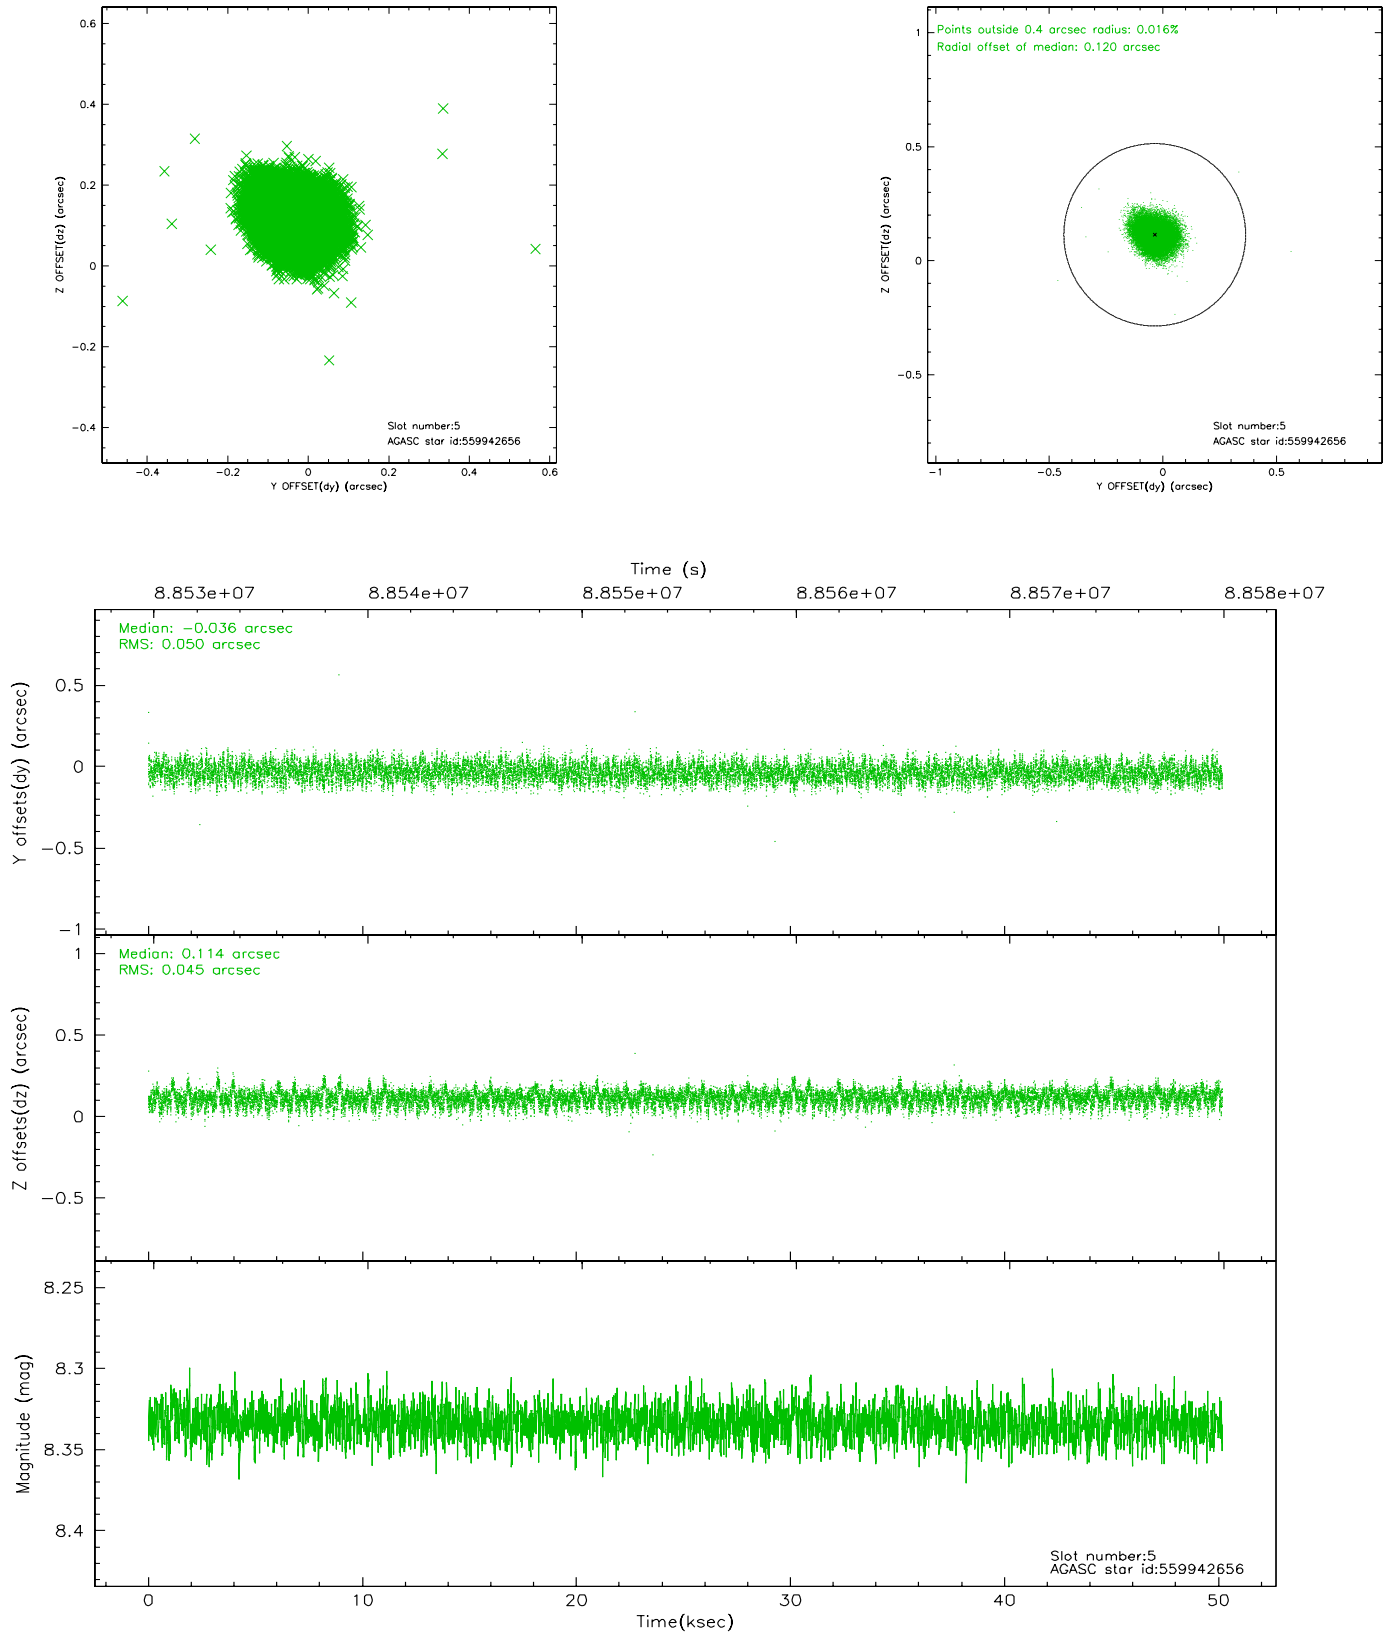 0.6
0.4
0.2
0
−0.2
−0.4
Z OFFSET(dz) (arcsec)
Slot number:5
AGASC star id:559942656
−0.4 −0.2 0 0.2 0.4 0.6
Y OFFSET(dy) (arcsec)
Points outside 0.4 arcsec radius: 0.016%
Radial offset of median: 0.120 arcsec
1
0.5
0
−0.5
Z OFFSET(dz) (arcsec)
Slot number:5
AGASC star id:559942656
−1 −0.5 0 0.5
Y OFFSET(dy) (arcsec)
Time (s)
8.853e+07 8.854e+07 8.855e+07 8.856e+07 8.857e+07 8.858e+07
Median: −0.036 arcsec
RMS: 0.050 arcsec
0.5
0
−0.5
−1
Y offsets(dy) (arcsec)
Median: 0.114 arcsec
RMS: 0.045 arcsec
1
0.5
0
−0.5
Z offsets(dz) (arcsec)
8.25
8.3
8.35
8.4
Magnitude (mag)
Slot number:5
AGASC star id:559942656
0 10 20 30 40 50
Time(ksec)